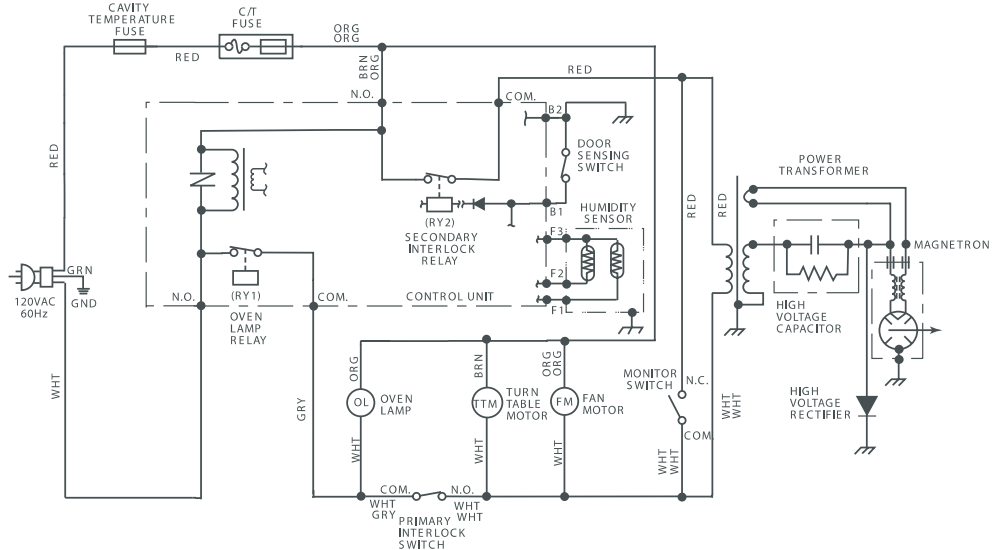 CAVITY
TEMPERATURE
FUSE
C/T
FUSE
ORG
ORG
RED
BRN
ORG
RED
N.O.
COM.
B2
DOOR
SENSING
SWITCH
POWER
TRANSFORMER
RED
B1
HUMIDITY
SENSOR
(RY2)
SECONDARY
INTERLOCK
RELAY
F3
RED
RED
MAGNETRON
F2
GRN
GND
120VAC
60Hz
N.O.
(RY1)
COM.
CONTROL UNIT
F1
OVEN
LAMP
RELAY
HIGH
VOLTAGE
CAPACITOR
WHT
GRY
ORG
OL
OVEN
LAMP
WHT
BRN
TTM
TURN
TABLE
MOTOR
WHT
ORG
ORG
FM
FAN
MOTOR
WHT
MONITOR
SWITCH
N.C.
COM.
WHT
WHT
WHT
WHT
HIGH
VOLTAGE
RECTIFIER
COM.
N.O.
WHT
GRY
WHT
WHT
PRIMARY
INTERLOCK
SWITCH